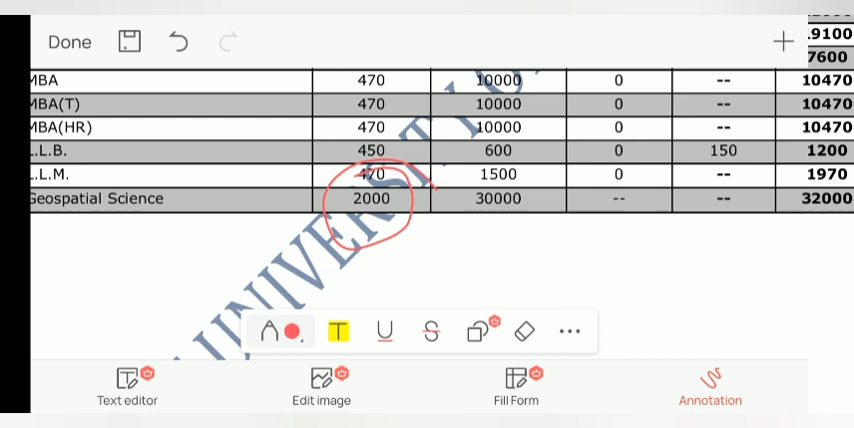 Done
.9100
7600
MBA 470 10000 0 -- 10470
MBA(T) 470 10000 0 -- 10470
MBA(HR) 470 10000 0 -- 10470
.L.B. 450 600 0 150 1200
.L.M. 470 1500 0 -- 1970
Geospatial Science 2000 30000 -- -- 32000
UNIVERSITY O
T U S
Text editor Edit image Fill Form Annotation